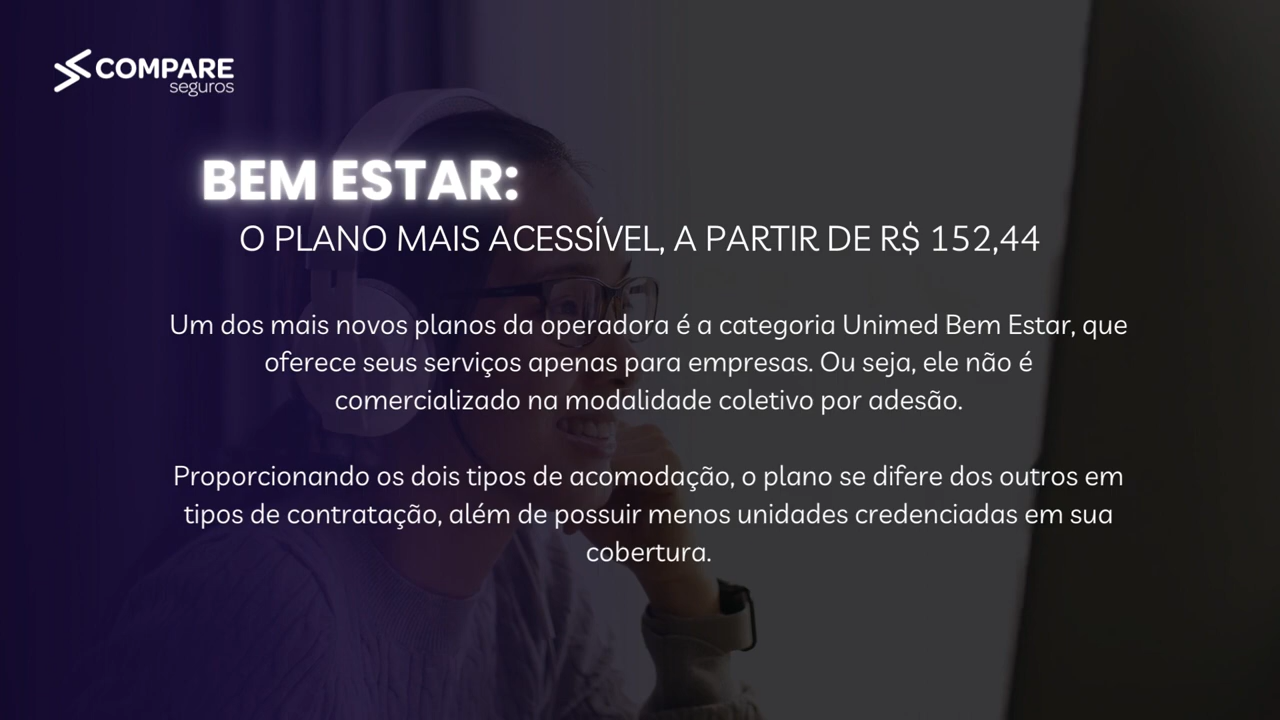 COMPARE
seguros
BEM ESTAR:
O PLANO MAIS ACESSÍVEL, A PARTIR DE R$ 152,44
Um dos mais novos planos da operadora é a categoria Unimed Bem Estar, que
oferece seus serviços apenas para empresas. Ou seja, ele não é
comercializado na modalidade coletivo por adesão.
Proporcionando os dois tipos de acomodação, o plano se difere dos outros em
tipos de contratação, além de possuir menos unidades credenciadas em sua
cobertura.